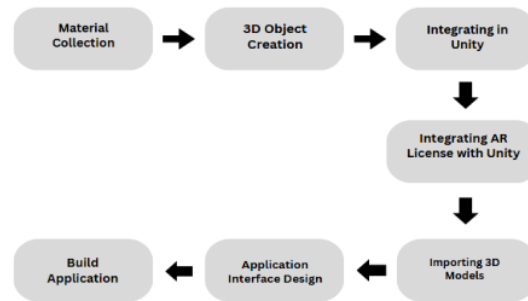 Material
Collection
3D Object
Creation
Integrating in
Unity
Integrating AR
License with Unity
Importing 3D
Models
Application
Interface Design
Build
Application